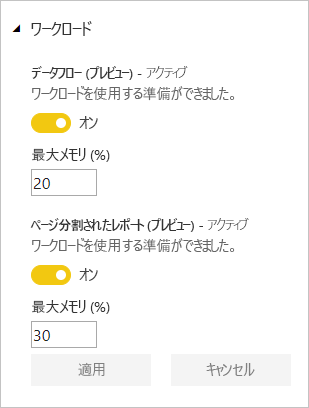 ワークロード
データフロー (プレビュー) - アクティブ
ワークロードを使用する準備ができました。
オン
最大メモリ (%)
20
ページ分割されたレポート (プレビュー) - アクティブ
ワークロードを使用する準備ができました。
オン
最大メモリ (%)
30
適用 キャンセル